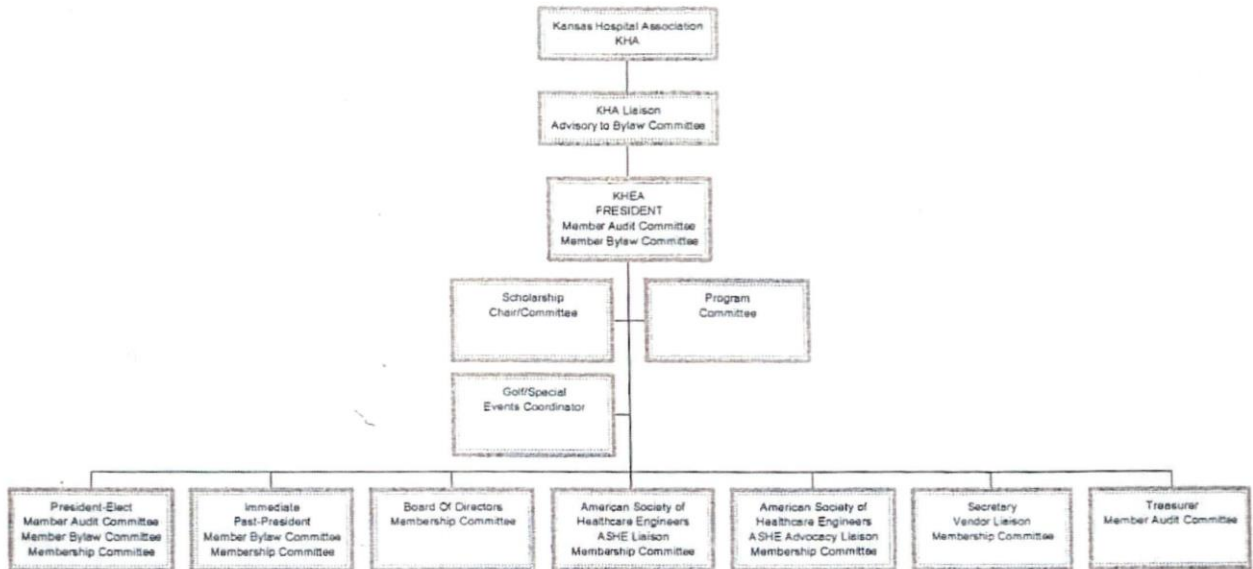 Kansas Hospital Association
KHA
KHA Liaison
Advisory to Bylaw Committee
KHEA
PRESIDENT
Member Audit Committee
Member Bylaw Committee
Scholarship
Chair/Committee
Program
Committee
Golf/Special
Events Coordinator
President-Elect
Member Audit Committee
Member Bylaw Committee
Membership Committee
Immediate
Past-President
Member Bylaw Committee
Membership Committee
Board Of Directors
Membership Committee
American Society of
Healthcare Engineers
ASHE Liaison
Membership Committee
American Society of
Healthcare Engineers
ASHE Advocacy Liaison
Membership Committee
Secretary
Vendor Liaison
Membership Committee
Treasurer
Member Audit Committee